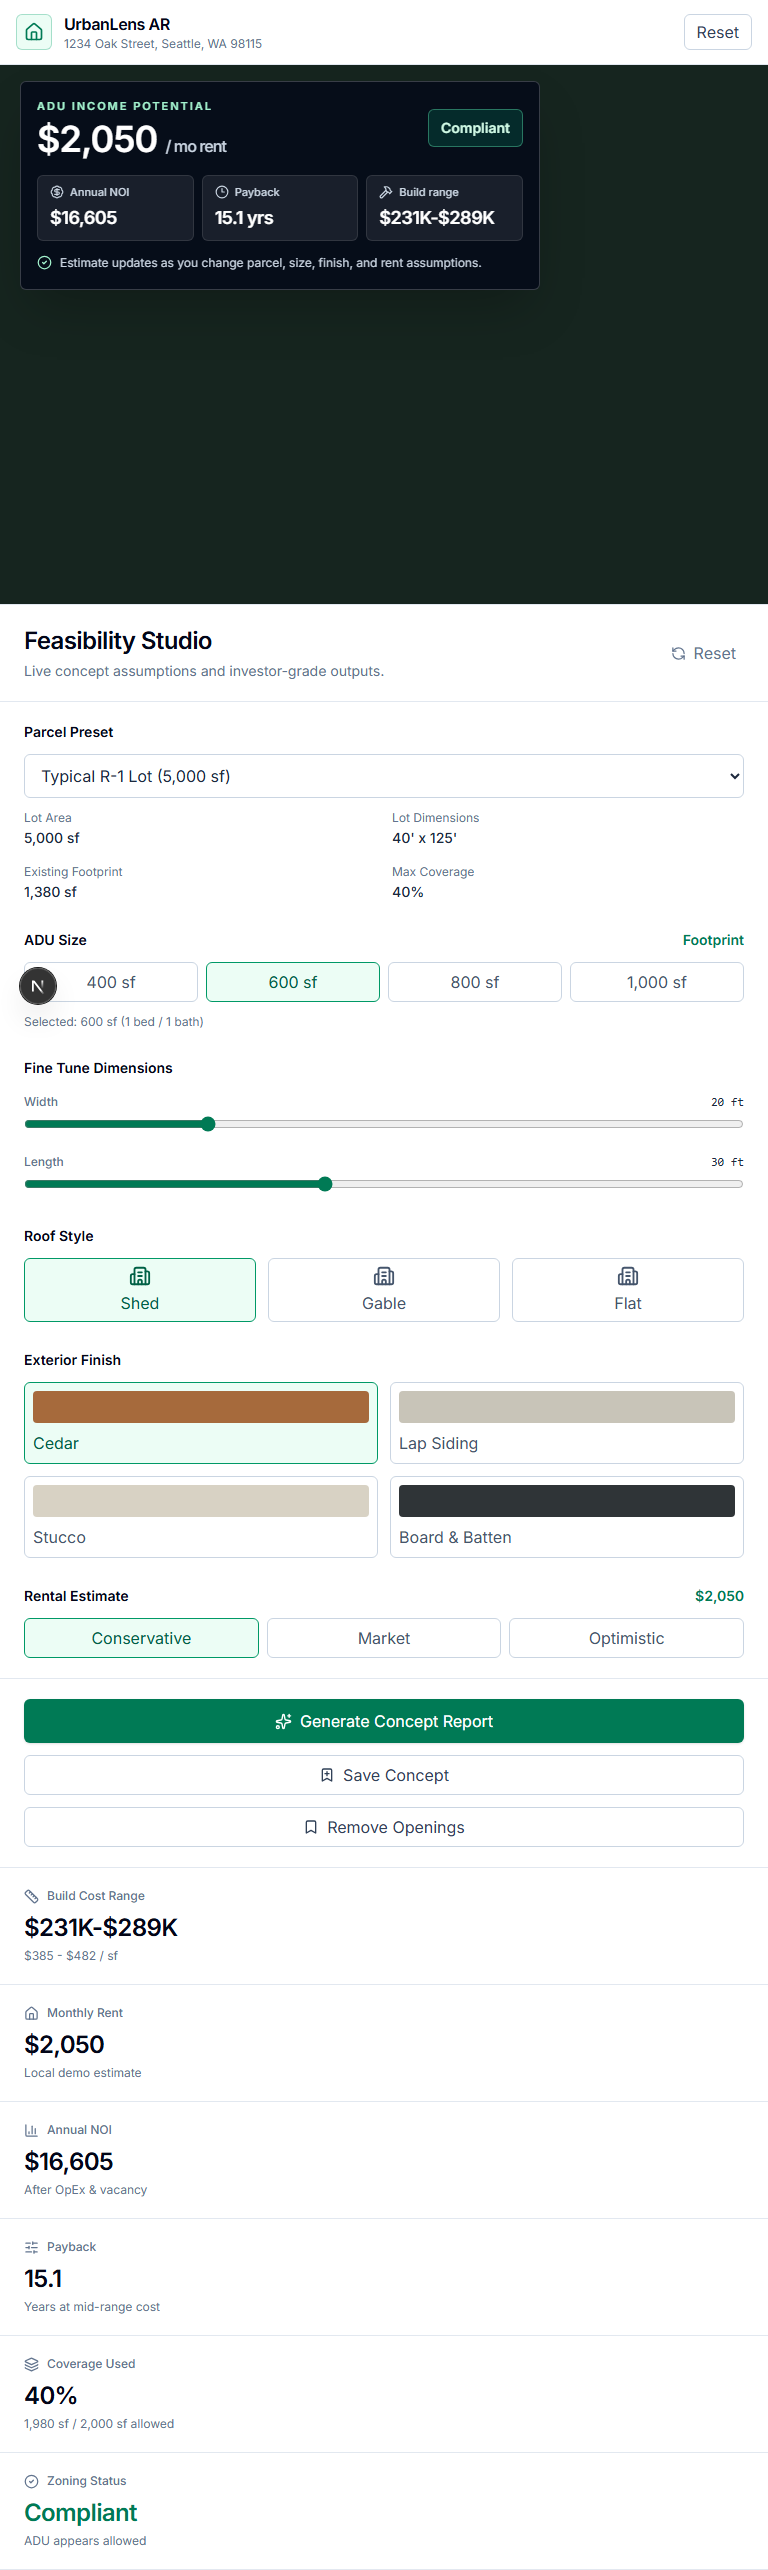 UrbanLens AR
1234 Oak Street, Seattle, WA 98115
Reset
ADU INCOME POTENTIAL
$2,050 / mo rent
Compliant
Annual NOI
$16,605
Payback
15.1 yrs
Build range
$231K-$289K
Estimate updates as you change parcel, size, finish, and rent assumptions.
Feasibility Studio
Live concept assumptions and investor-grade outputs.
Reset
Parcel Preset
Typical R-1 Lot (5,000 sf)
Lot Area
5,000 sf
Lot Dimensions
40' x 125'
Existing Footprint
1,380 sf
Max Coverage
40%
ADU Size
Footprint
N
400 sf
600 sf
800 sf
1,000 sf
Selected: 600 sf (1 bed / 1 bath)
Fine Tune Dimensions
Width
20 ft
Length
30 ft
Roof Style
Shed
Gable
Flat
Exterior Finish
Cedar
Lap Siding
Stucco
Board & Batten
Rental Estimate
$2,050
Conservative
Market
Optimistic
Generate Concept Report
Save Concept
Remove Openings
Build Cost Range
$231K-$289K
$385 - $482 / sf
Monthly Rent
$2,050
Local demo estimate
Annual NOI
$16,605
After OpEx & vacancy
Payback
15.1
Years at mid-range cost
Coverage Used
40%
1,980 sf / 2,000 sf allowed
Zoning Status
Compliant
ADU appears allowed